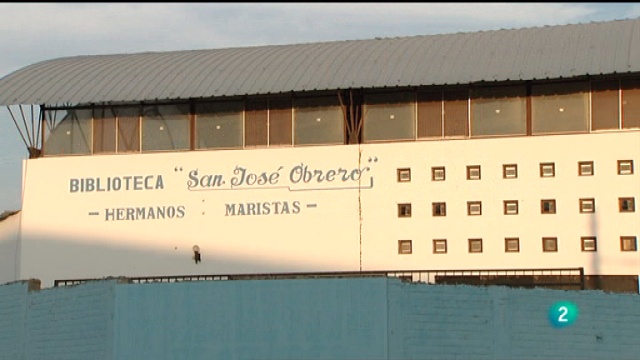 BIBLIOTECA "San José Obrero"
- HERMANOS : MARISTAS -
2